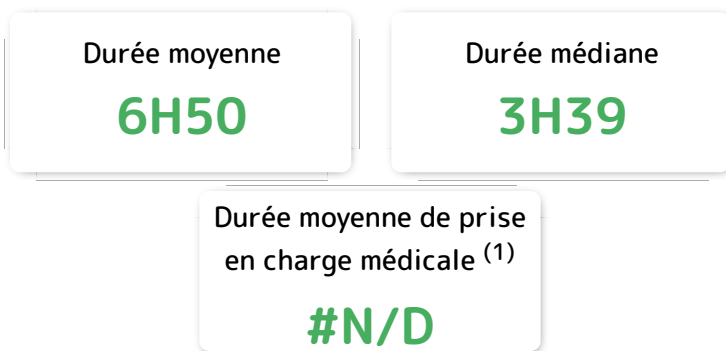 Durée moyenne
6H50
Durée médiane
3H39
Durée moyenne de prise
en charge médicale (1)
#N/D